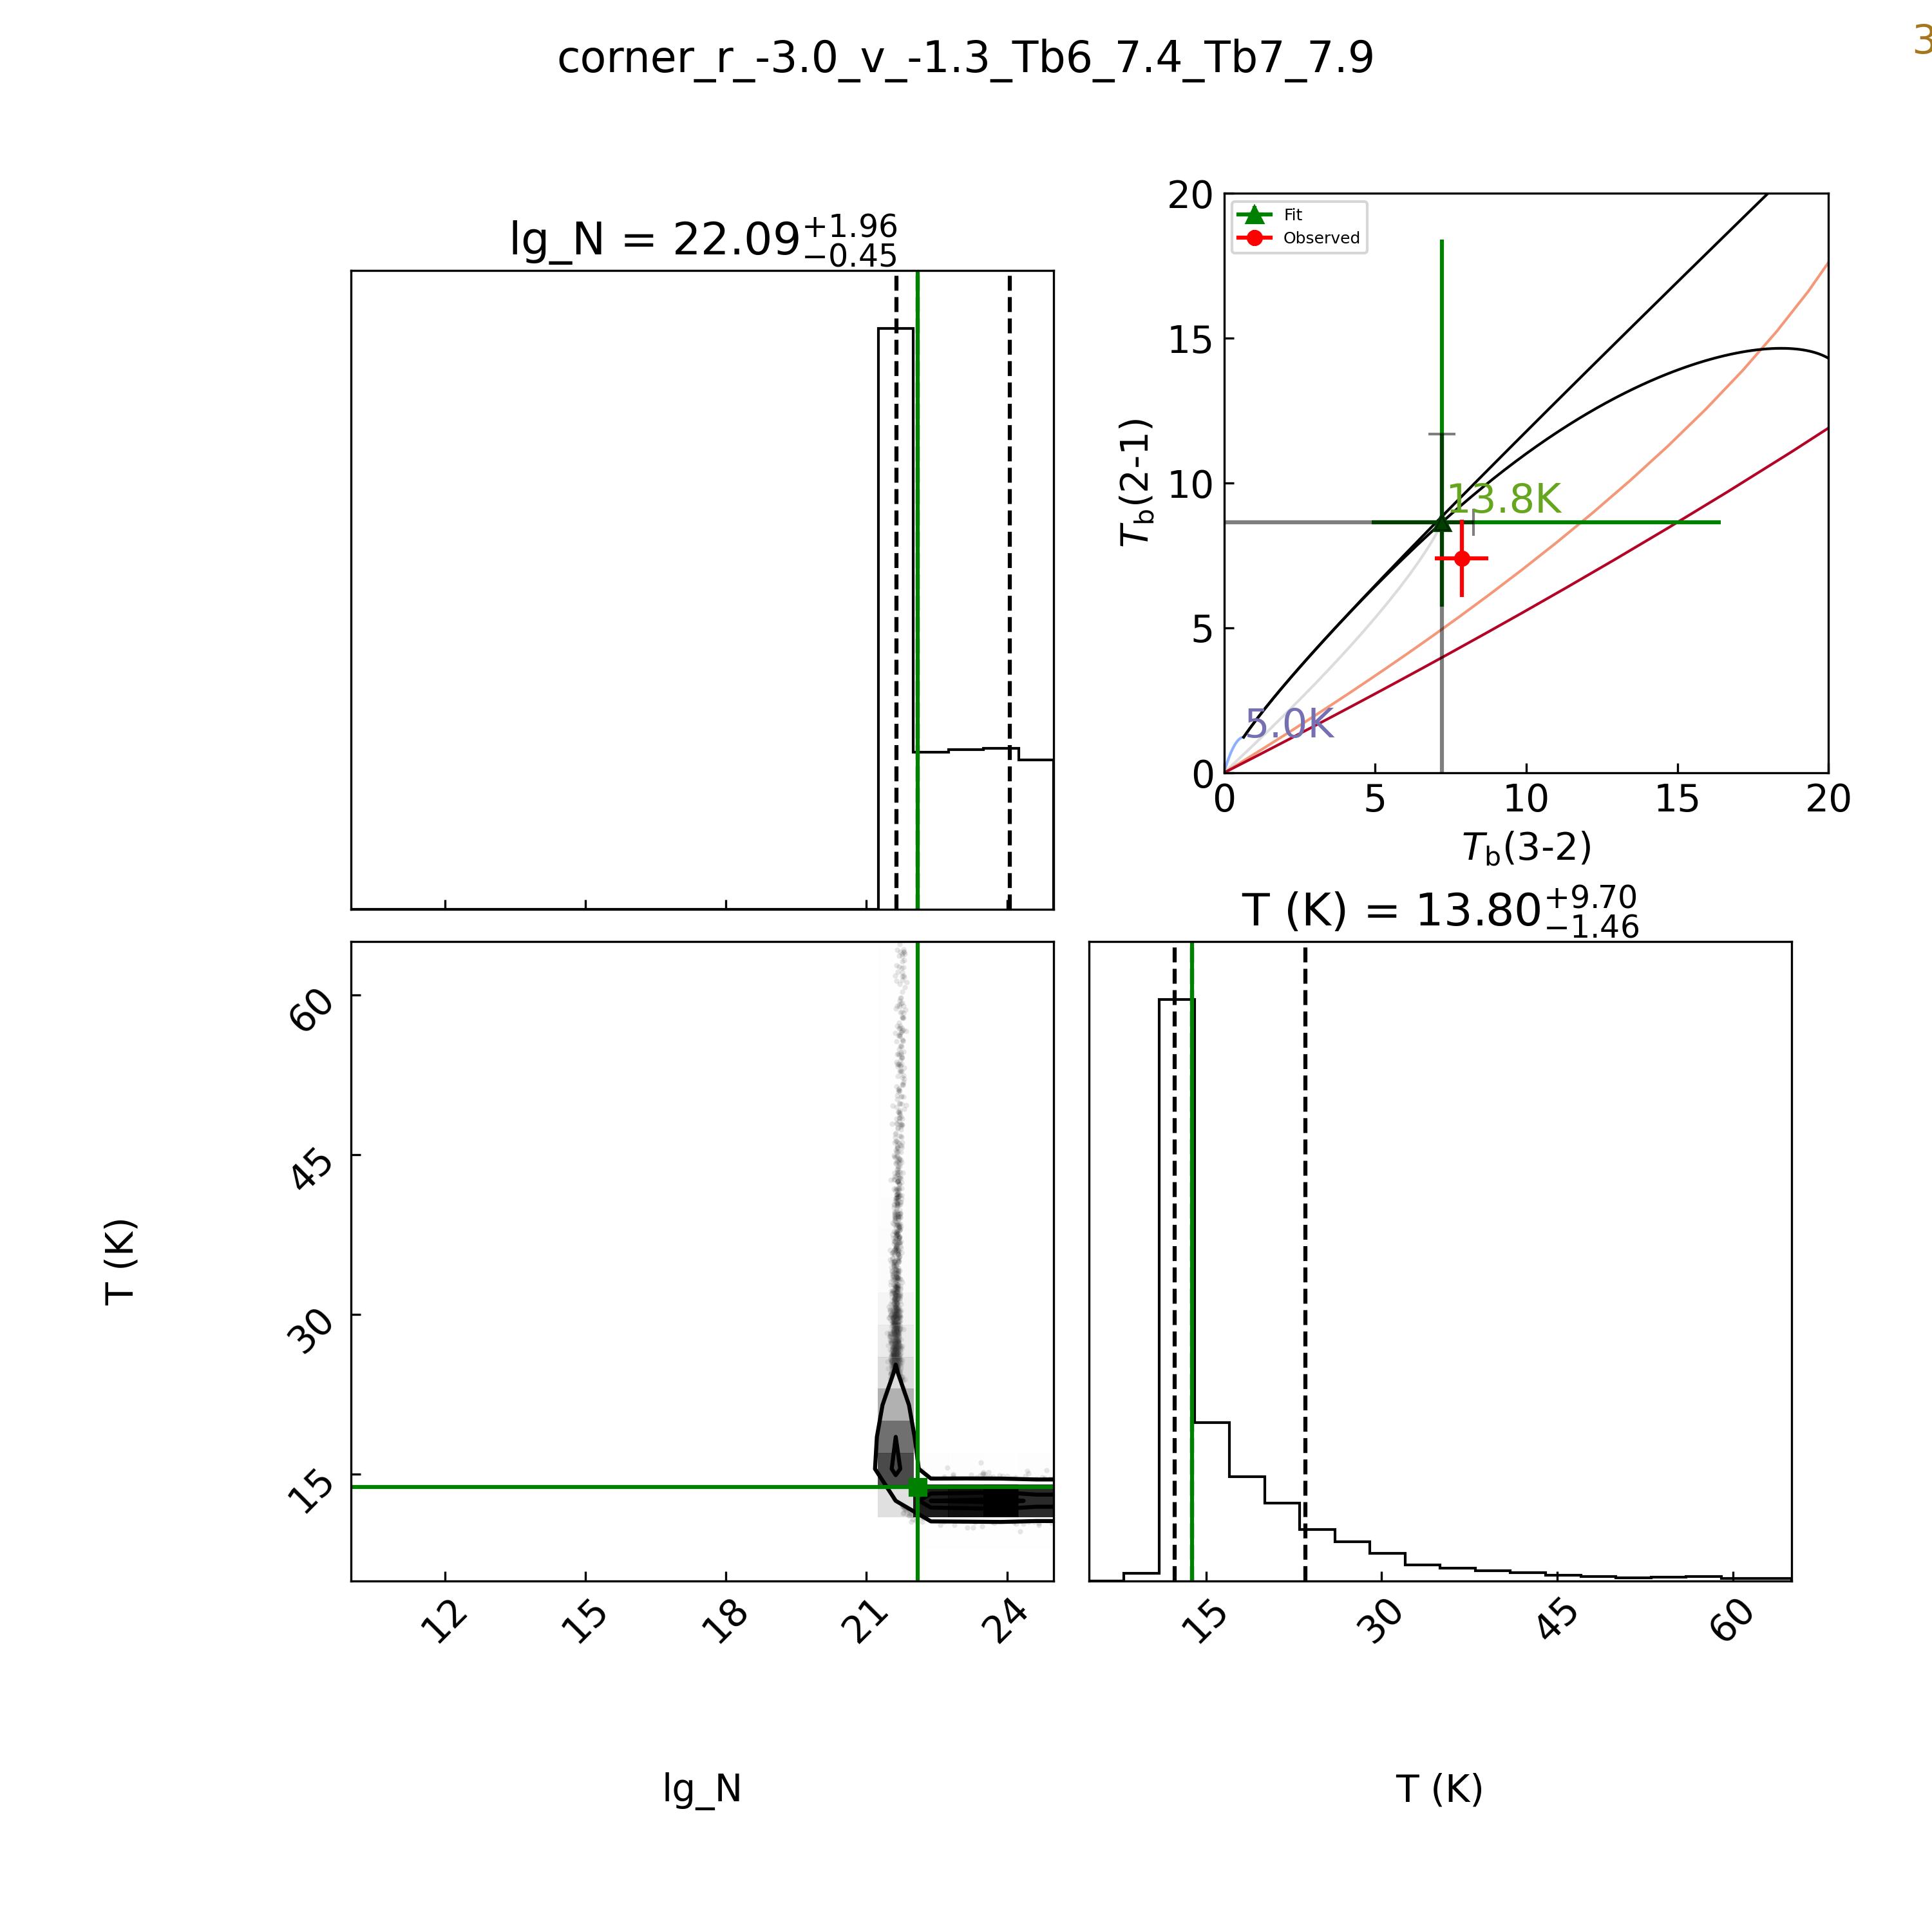 corner_r_-3.0_v_-1.3_Tb6_7.4_Tb7_7.9
3
lg_N = 22.09+1.96−0.45
20
15
10
5
0
Tb(2-1)
Fit
Observed
13.8K
5.0K
0 5 10 15 20
Tb(3-2)
T (K) = 13.80+9.70−1.46
60
45
30
15
T (K)
12 15 18 21 24
15 30 45 60
lg_N
T (K)